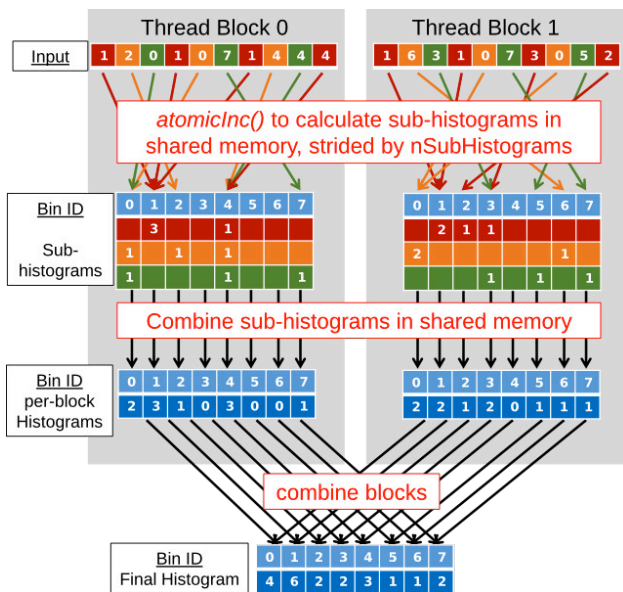 Thread Block 0
Thread Block 1
Input
1 2 0 1 0 7 1 4 4 4
1 6 3 1 0 7 3 0 5 2
atomicInc() to calculate sub-histograms in
shared memory, strided by nSubHistograms
Bin ID
0 1 2 3 4 5 6 7
0 1 2 3 4 5 6 7
Sub-
histograms
3 1
1 1 1
1 1 1
2 1 1
2 1
1 1 1
Combine sub-histograms in shared memory
Bin ID
per-block
Histograms
0 1 2 3 4 5 6 7
2 3 1 0 3 0 0 1
0 1 2 3 4 5 6 7
2 2 1 2 0 1 1 1
combine blocks
Bin ID
Final Histogram
0 1 2 3 4 5 6 7
4 6 2 2 3 1 1 2